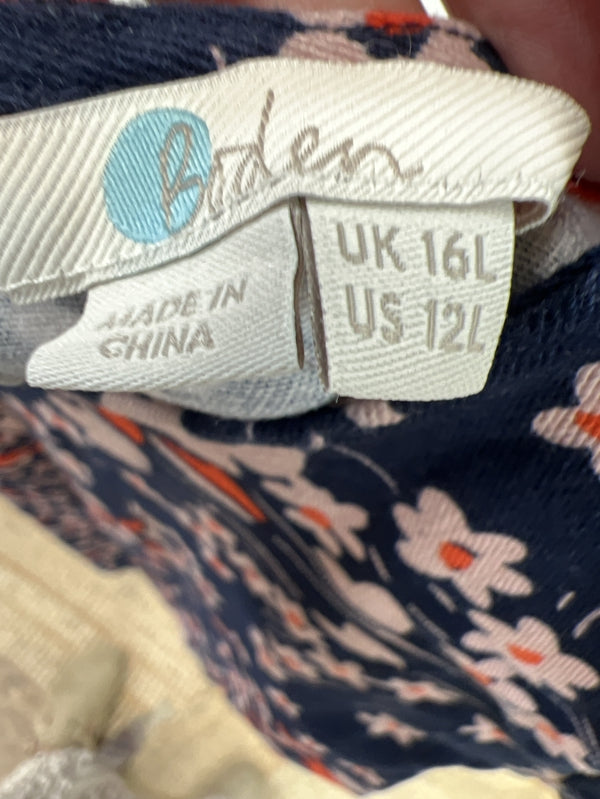 Boden
MADE IN
CHINA
UK 16L
US 12L